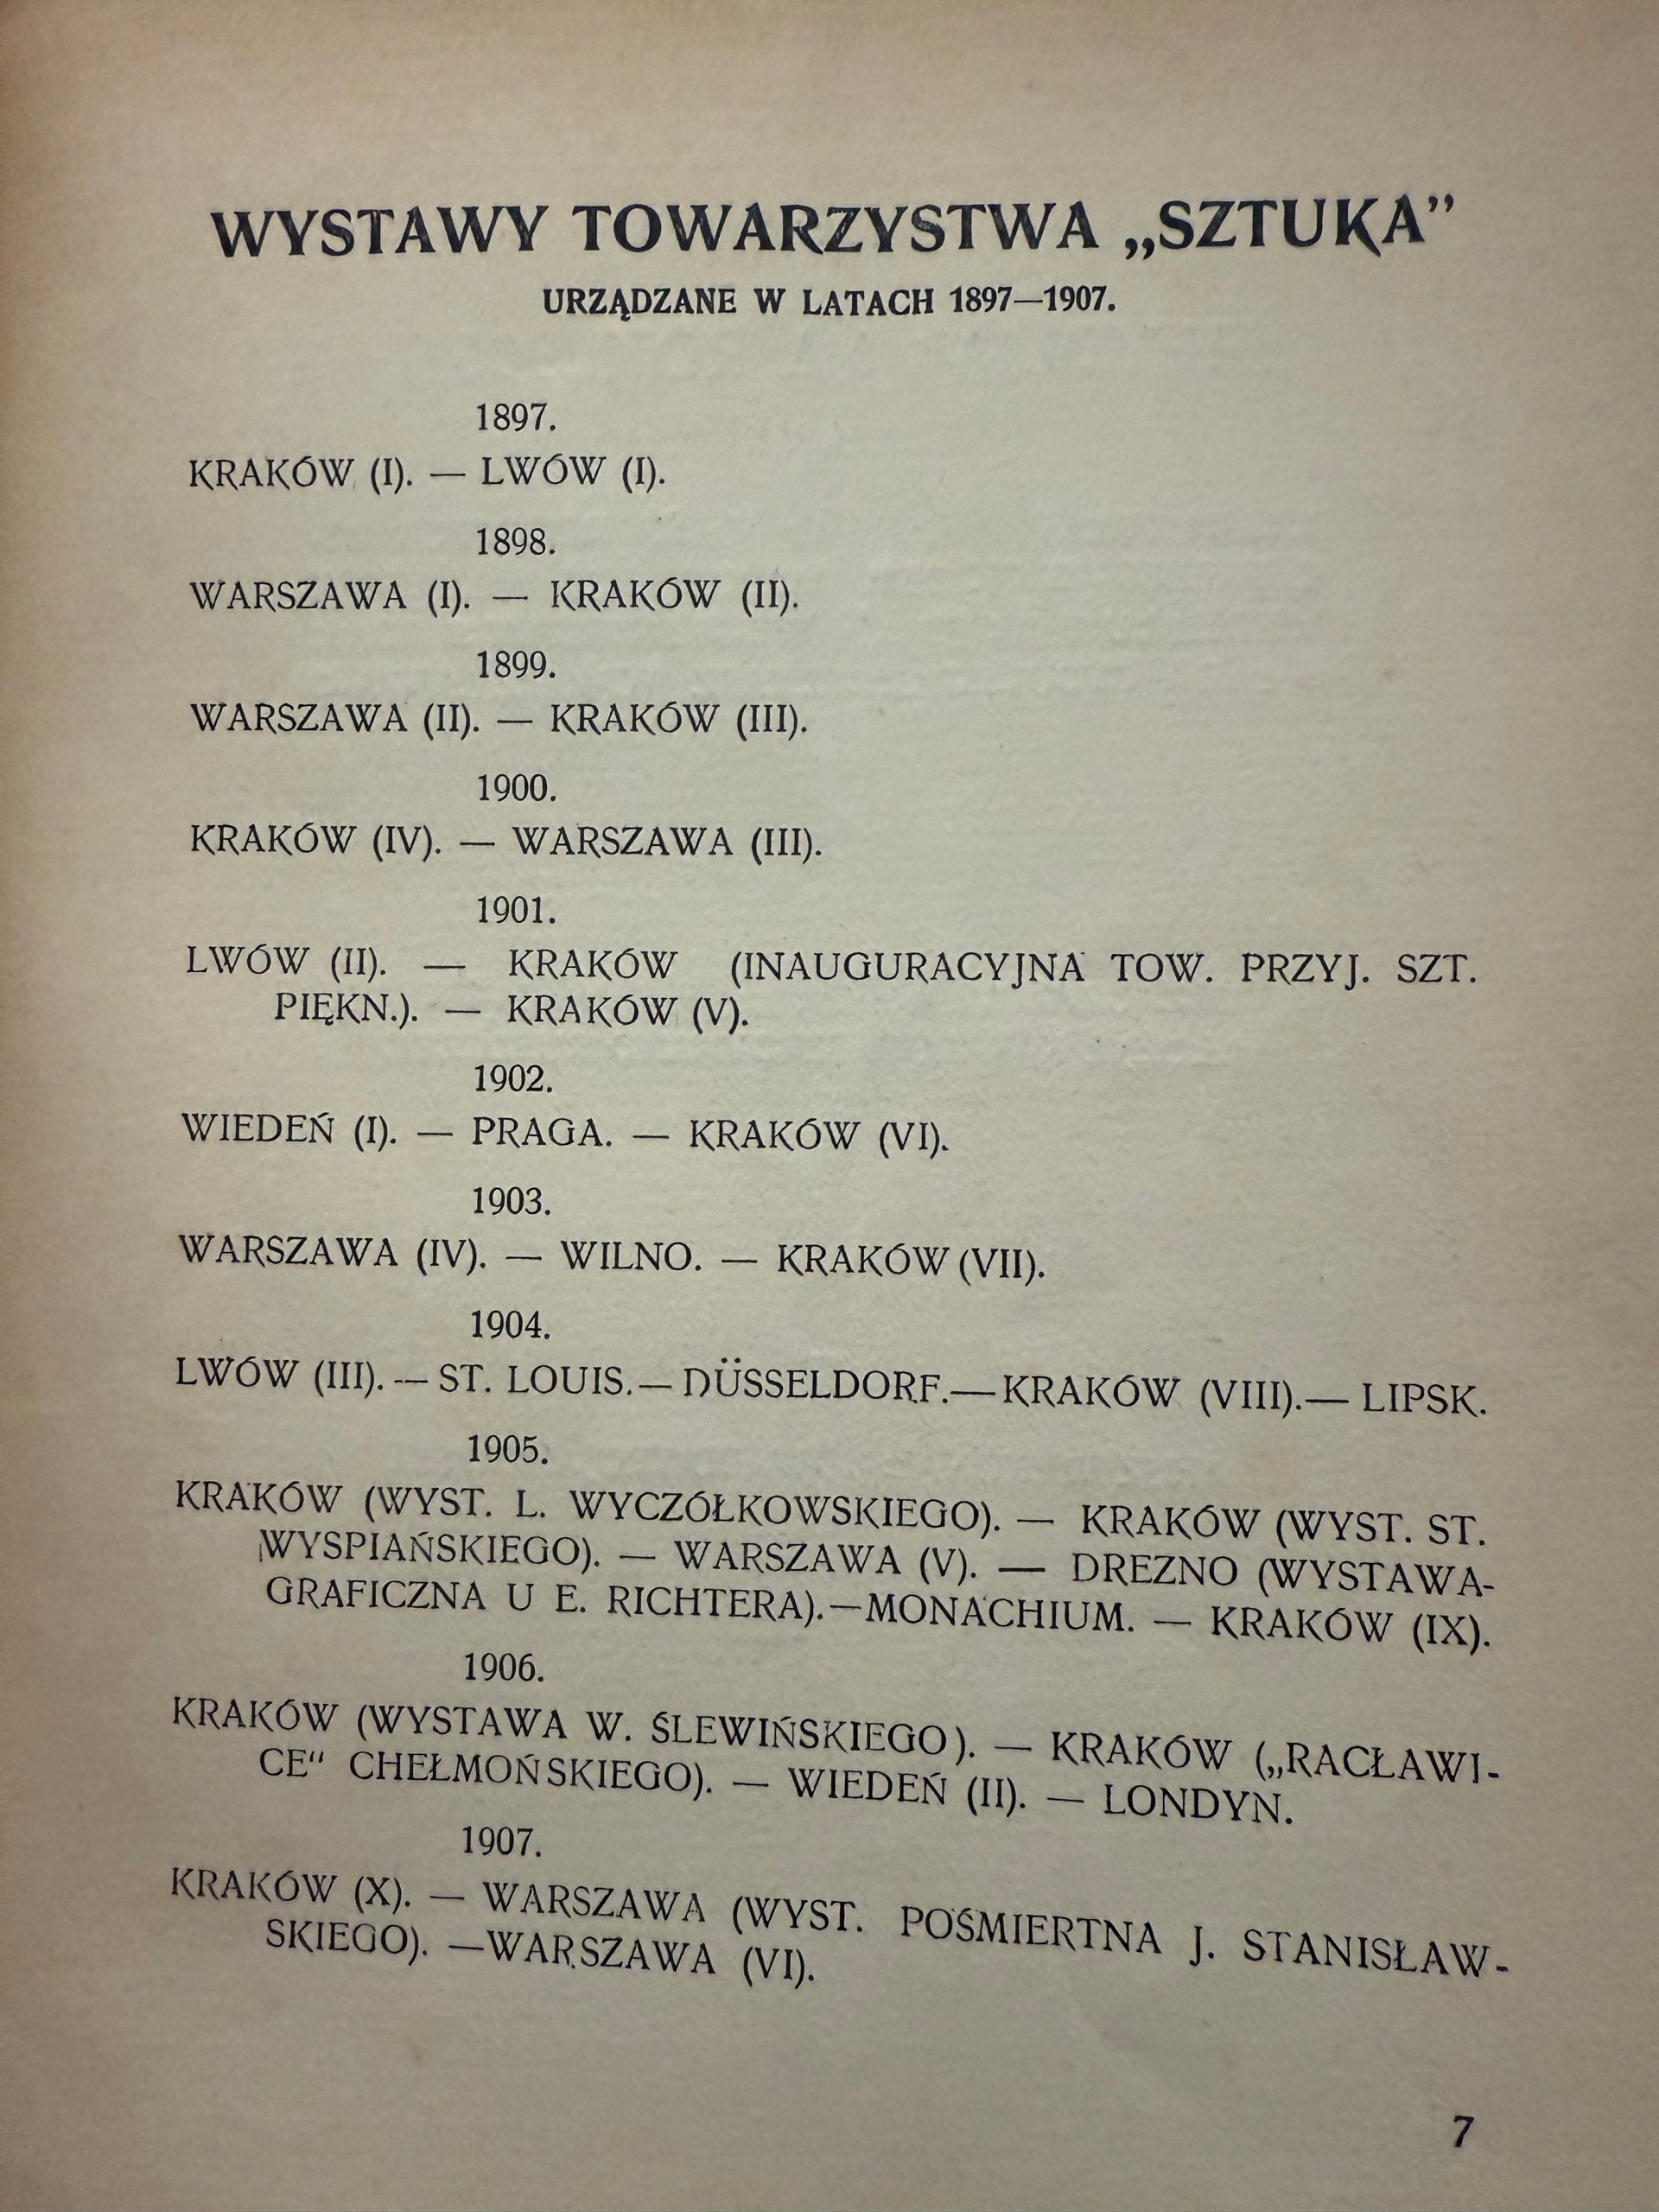 WYSTAWY TOWARZYSTWA „SZTUKA”
URZĄDZANE W LATACH 1897—1907.
1897.
KRAKÓW (I). — LWÓW (I).
1898.
WARSZAWA (I). — KRAKÓW (II).
1899.
WARSZAWA (II). — KRAKÓW (III).
1900.
KRAKÓW (IV). — WARSZAWA (III).
1901.
LWÓW (II). — KRAKÓW (INAUGURACYJNA TOW. PRZYJ. SZT.
PIĘKN.). — KRAKÓW (V).
1902.
WIEDEŃ (I). — PRAGA. — KRAKÓW (VI).
1903.
WARSZAWA (IV). — WILNO. — KRAKÓW (VII).
1904.
LWÓW (III). — ST. LOUIS. — DÜSSELDORF. — KRAKÓW (VIII). — LIPSK.
1905.
KRAKÓW (WYST. L. WYCZÓŁKOWSKIEGO). — KRAKÓW (WYST. ST.
WYSPIAŃSKIEGO). — WARSZAWA (V). — DREZNO (WYSTAWA-
GRAFICZNA U E. RICHTERA). — MONACHIUM. — KRAKÓW (IX).
1906.
KRAKÓW (WYSTAWA W. ŚLEWIŃSKIEGO). — KRAKÓW („RACŁAWI-
CE“ CHEŁMOŃSKIEGO). — WIEDEŃ (II). — LONDYN.
1907.
KRAKÓW (X). — WARSZAWA (WYST. POŚMIERTNA J. STANISŁAW-
SKIEGO). — WARSZAWA (VI).
7